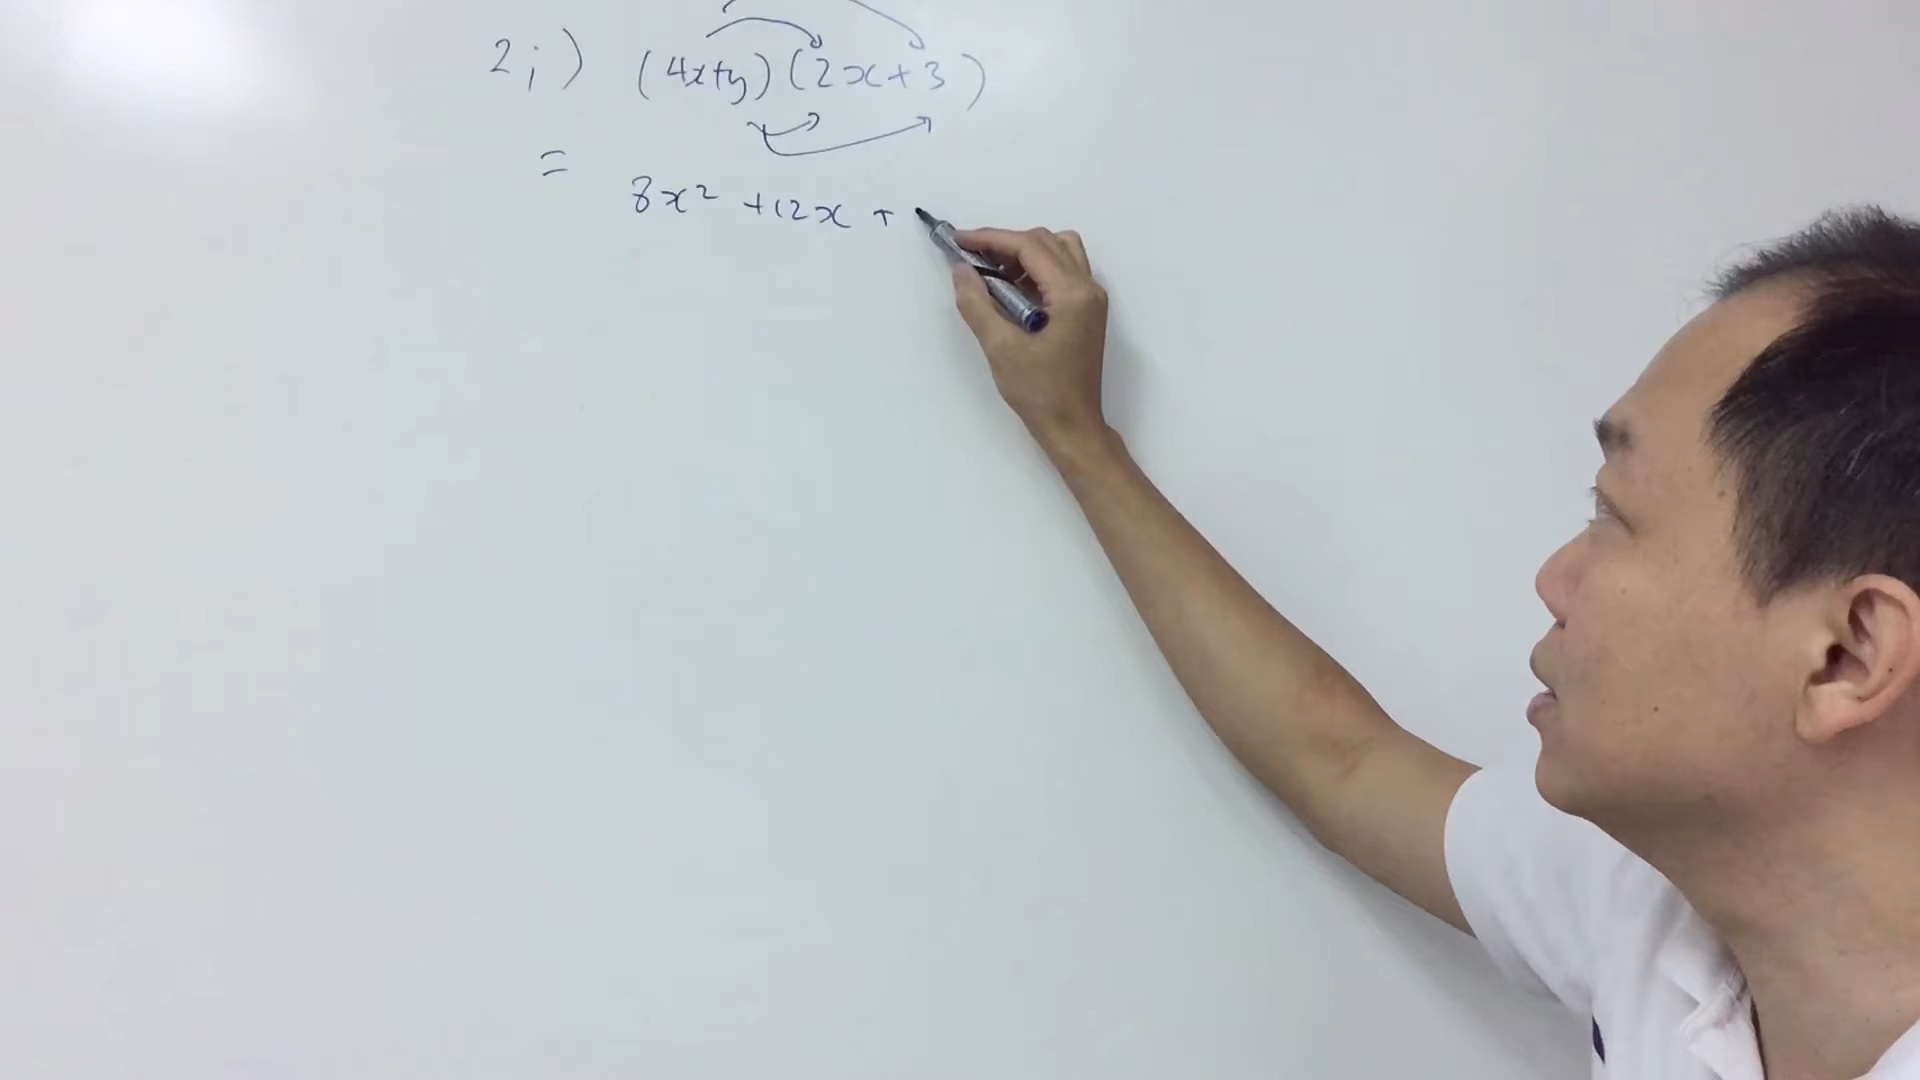 2i) (4x+y)(2x+3)
= 8x² +12x +